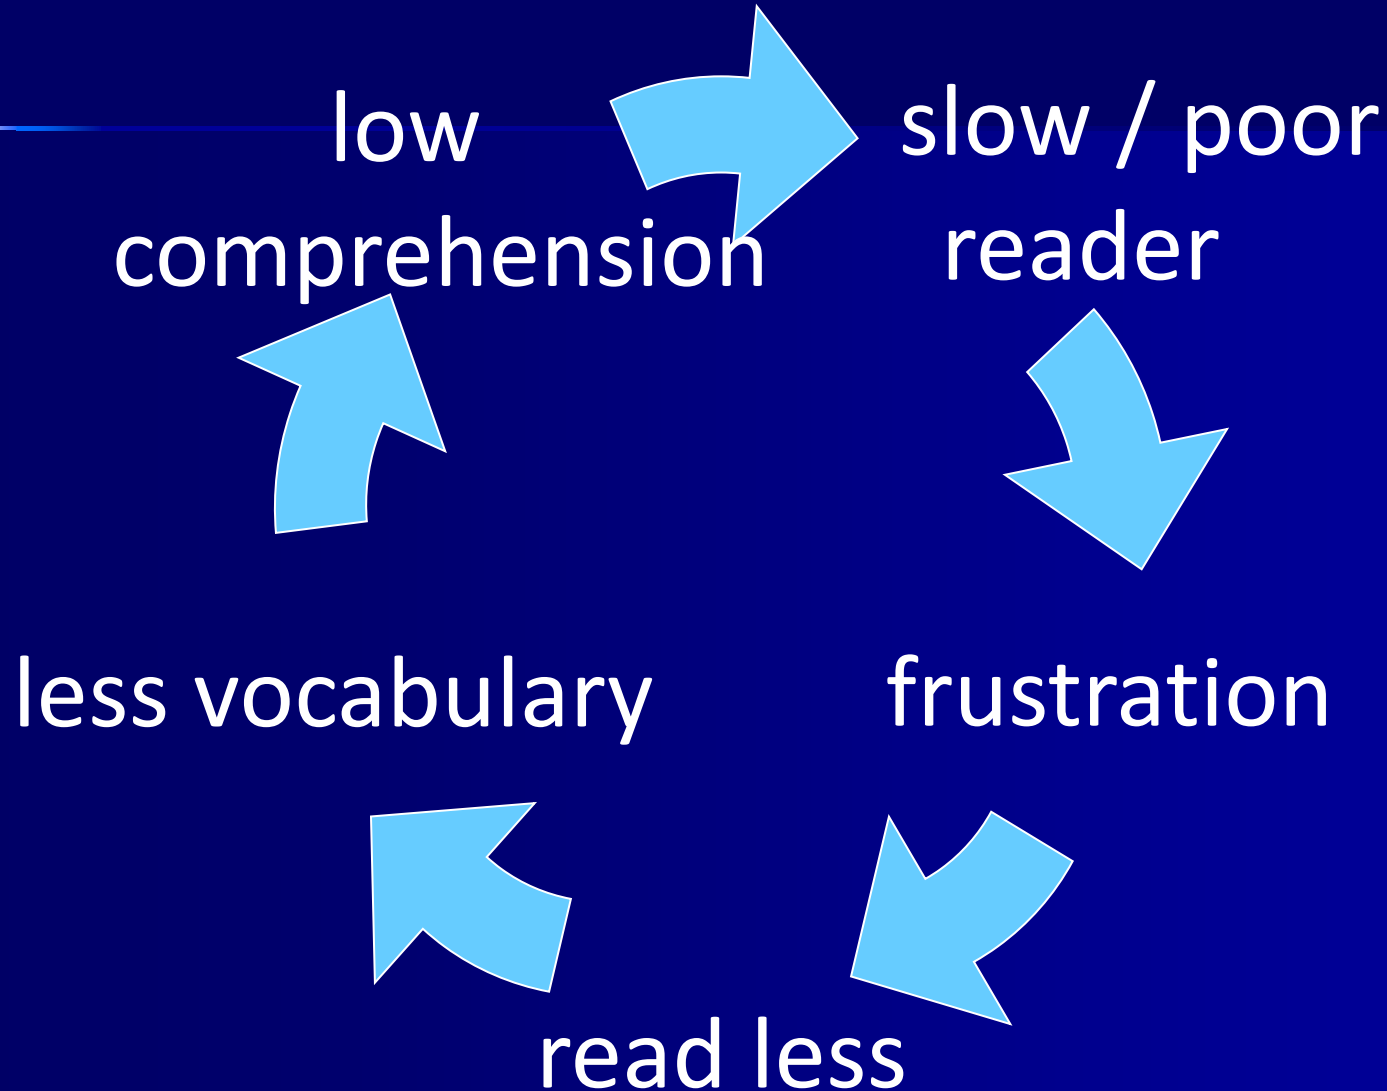 low
comprehension
slow / poor
reader
frustration
read less
less vocabulary